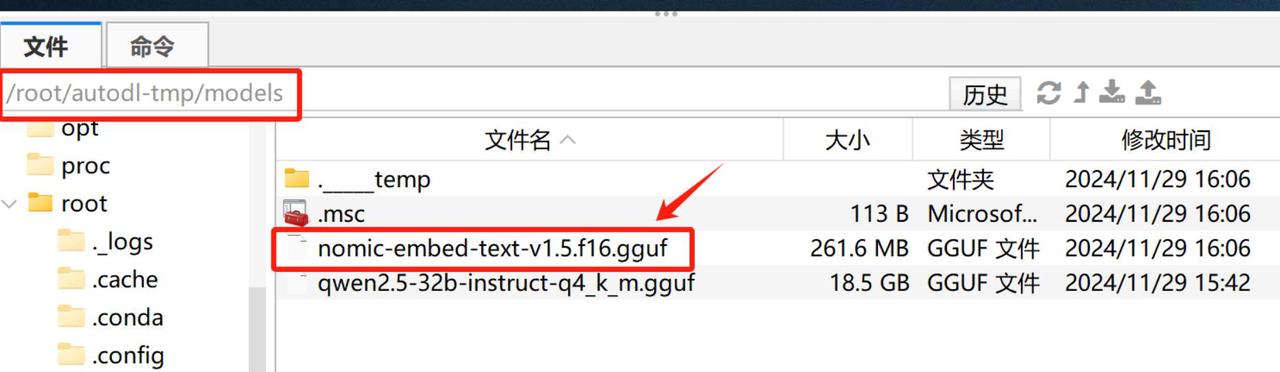 文件 命令
/root/autodl-tmp/models 历史
opt
proc
root
._logs
.cache
.conda
.config
文件名 大小 类型 修改时间
._____temp 文件夹 2024/11/29 16:06
.msc 113 B Microsof... 2024/11/29 16:06
nomic-embed-text-v1.5.f16.gguf 261.6 MB GGUF 文件 2024/11/29 16:06
qwen2.5-32b-instruct-q4_k_m.gguf 18.5 GB GGUF 文件 2024/11/29 15:42